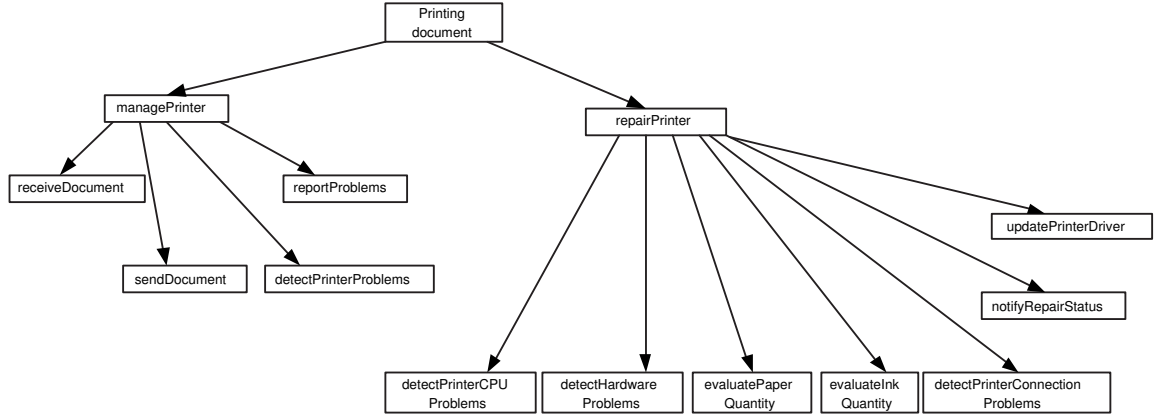 Printing
document
managePrinter
repairPrinter
receiveDocument
reportProblems
updatePrinterDriver
sendDocument
detectPrinterProblems
notifyRepairStatus
detectPrinterCPU
Problems
detectHardware
Problems
evaluatePaper
Quantity
evaluateInk
Quantity
detectPrinterConnection
Problems